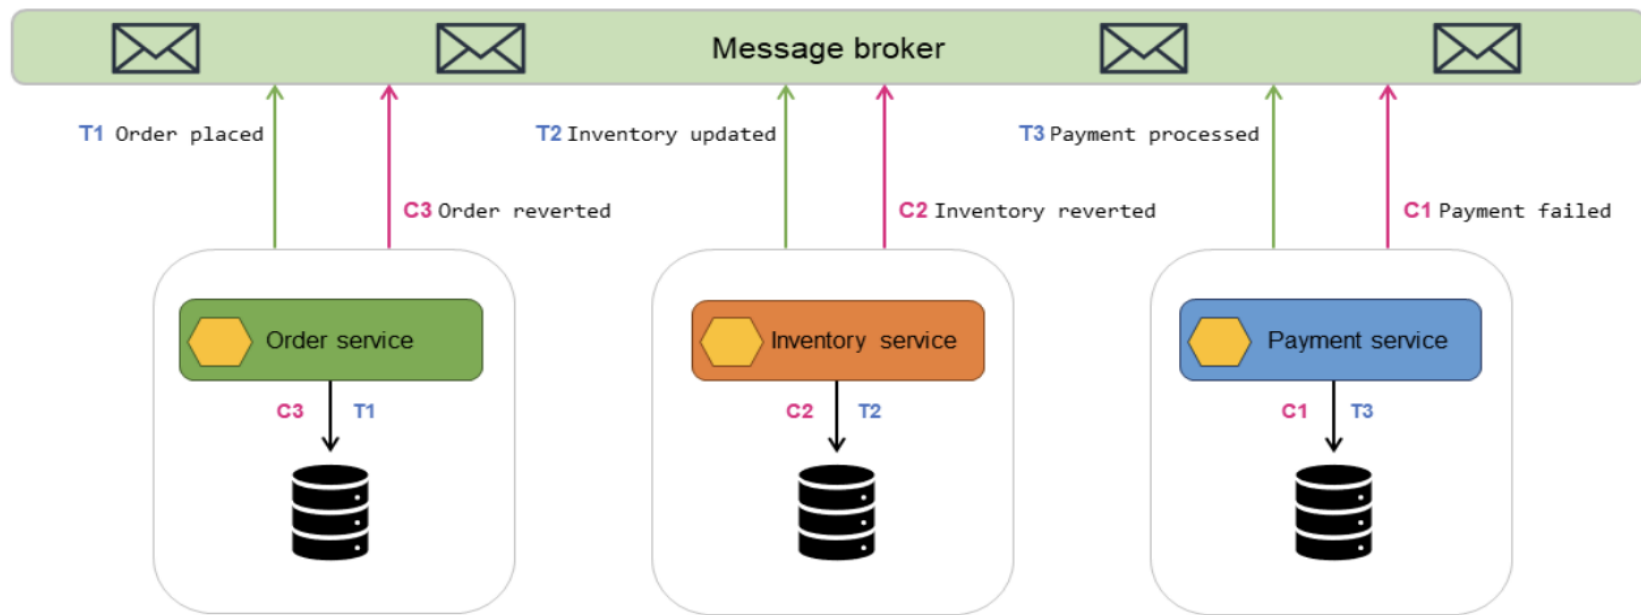 Message broker
T1 Order placed
T2 Inventory updated
T3 Payment processed
C3 Order reverted
C2 Inventory reverted
C1 Payment failed
Order service
Inventory service
Payment service
C3 T1
C2 T2
C1 T3